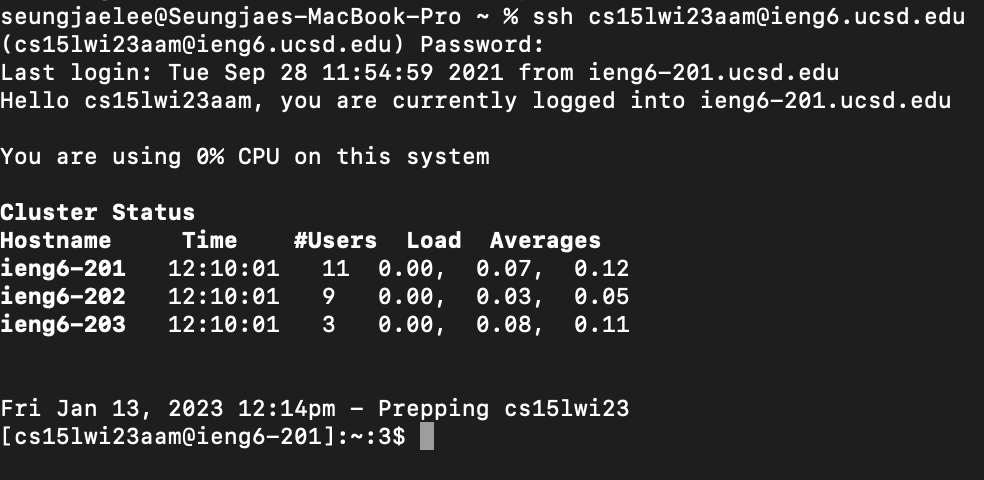 seungjaelee@Seungjaes-MacBook-Pro ~ % ssh cs15lwi23aam@ieng6.ucsd.edu
(cs15lwi23aam@ieng6.ucsd.edu) Password:
Last login: Tue Sep 28 11:54:59 2021 from ieng6-201.ucsd.edu
Hello cs15lwi23aam, you are currently logged into ieng6-201.ucsd.edu
You are using 0% CPU on this system
Cluster Status
Hostname     Time    #Users  Load  Averages
ieng6-201   12:10:01   11  0.00,  0.07,  0.12
ieng6-202   12:10:01   9   0.00,  0.03,  0.05
ieng6-203   12:10:01   3   0.00,  0.08,  0.11
Fri Jan 13, 2023 12:14pm - Prepping cs15lwi23
[cs15lwi23aam@ieng6-201]:~:3$